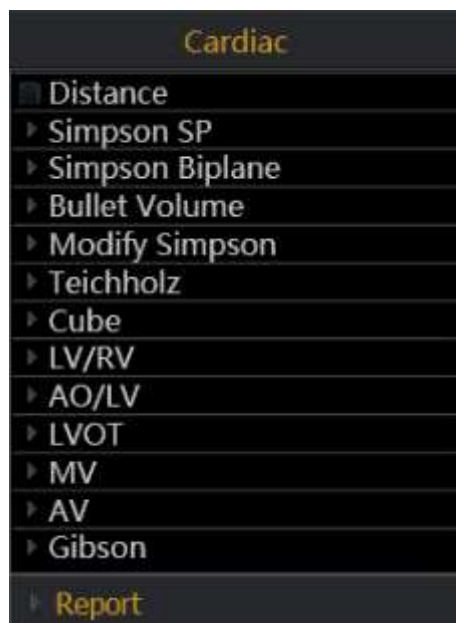 Cardiac
Distance
Simpson SP
Simpson Biplane
Bullet Volume
Modify Simpson
Teichholz
Cube
LV/RV
AO/LV
LVOT
MV
AV
Gibson
Report